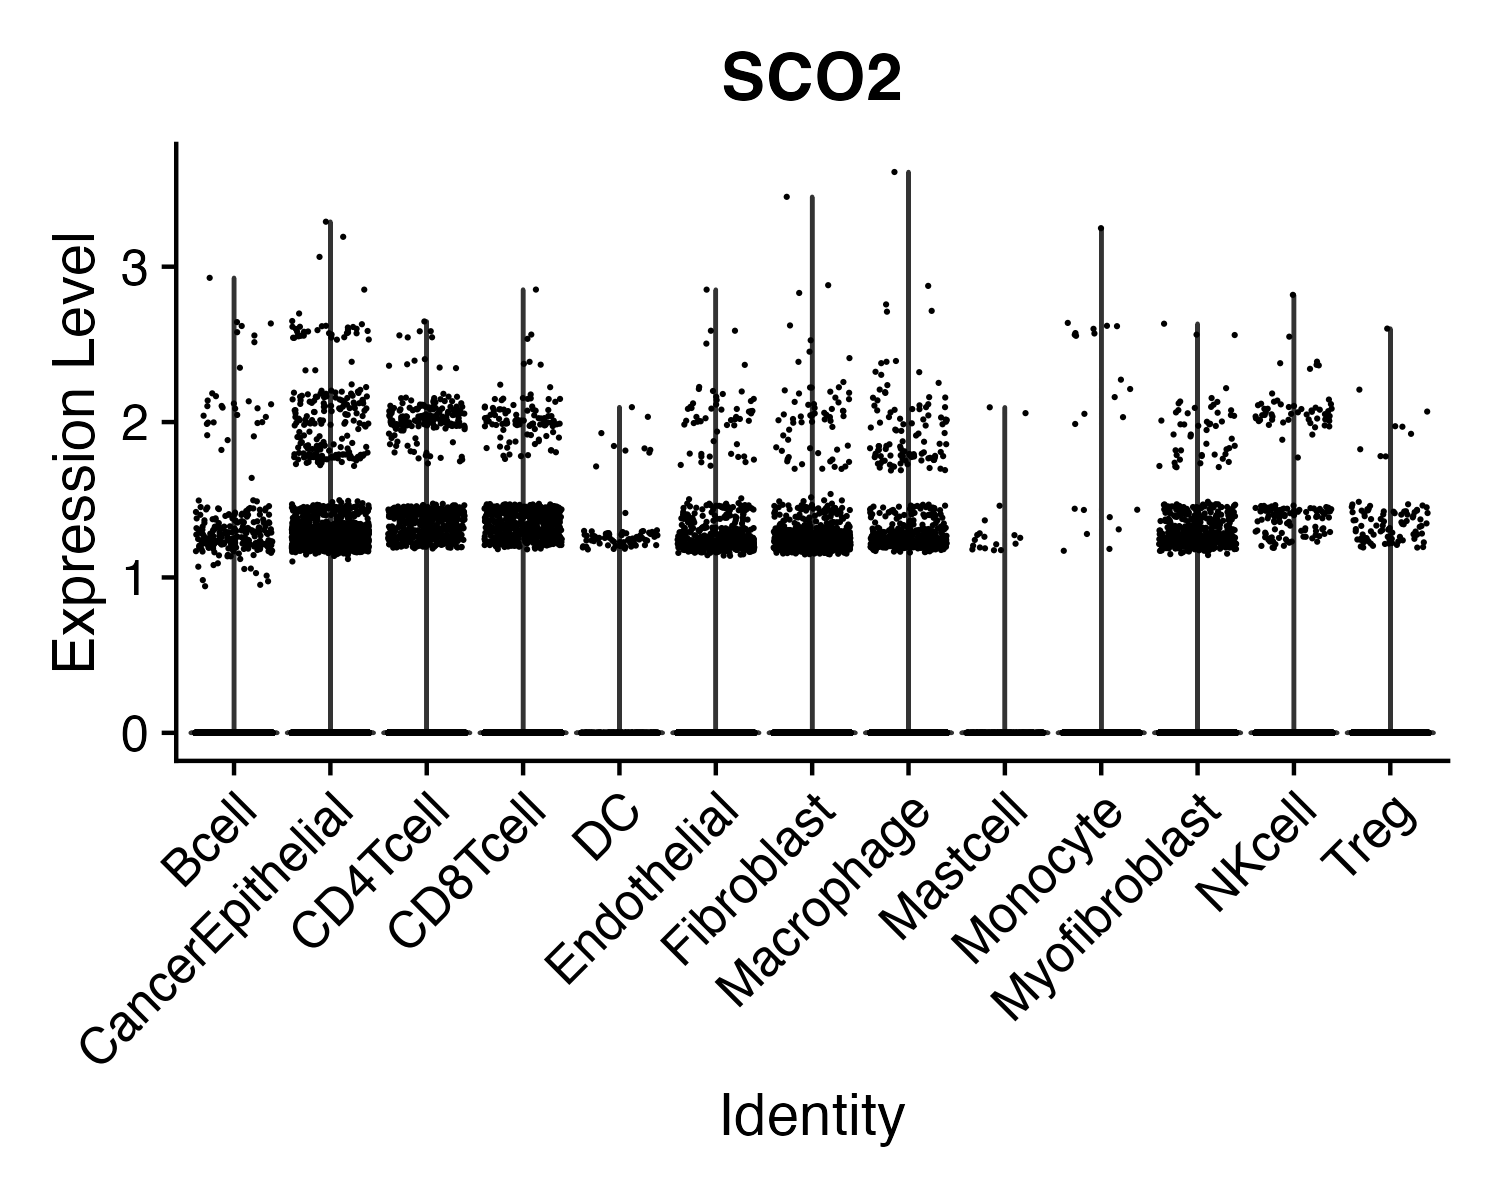 SCO2
Expression Level
3
2
1
0
Bcell
CancerEpithelial
CD4Tcell
CD8Tcell
DC
Endothelial
Fibroblast
Macrophage
Mastcell
Monocyte
Myofibroblast
NKcell
Treg
Identity